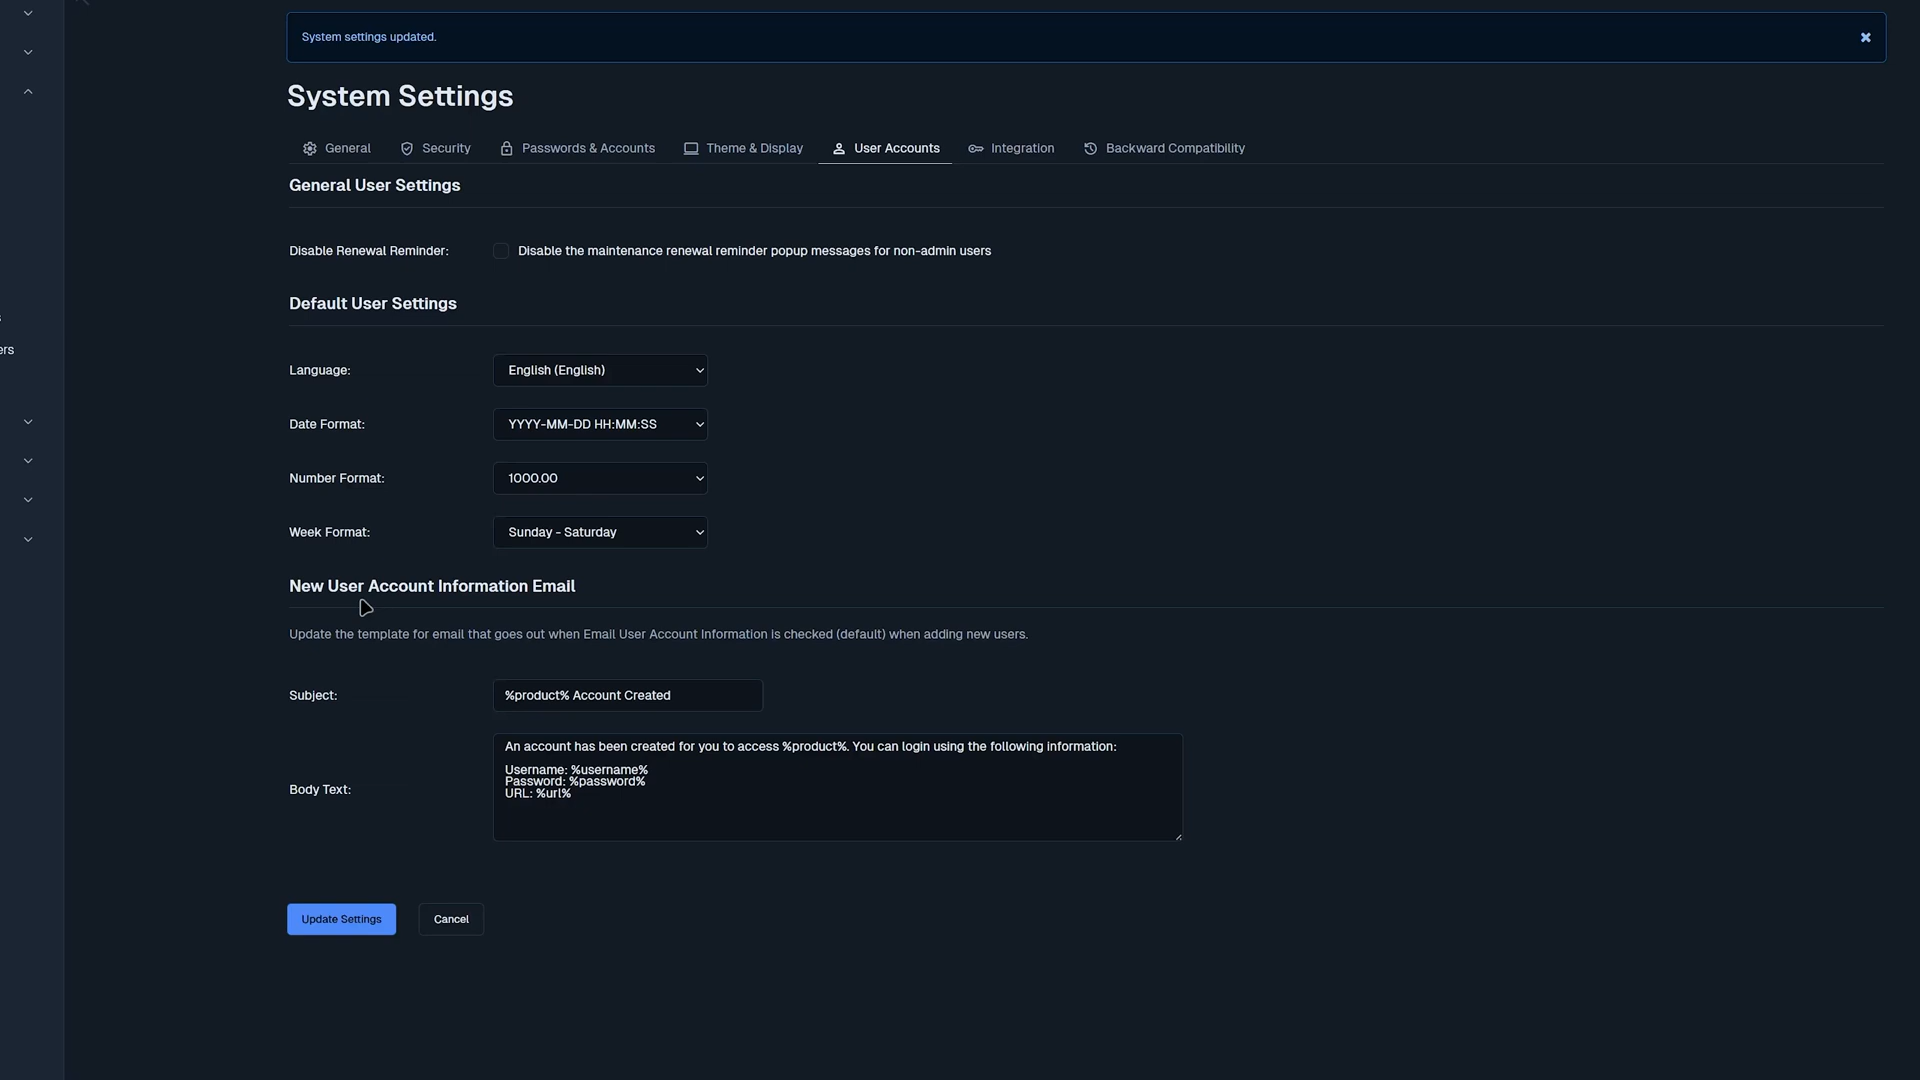 System settings updated.
System Settings
General
Security
Passwords & Accounts
Theme & Display
User Accounts
Integration
Backward Compatibility
General User Settings
Disable Renewal Reminder:
Disable the maintenance renewal reminder popup messages for non-admin users
Default User Settings
Language:
English (English)
Date Format:
YYYY-MM-DD HH:MM:SS
Number Format:
1000.00
Week Format:
Sunday - Saturday
New User Account Information Email
Update the template for email that goes out when Email User Account Information is checked (default) when adding new users.
Subject:
%product% Account Created
Body Text:
An account has been created for you to access %product%. You can login using the following information:
Username: %username%
Password: %password%
URL: %url%
Update Settings
Cancel
ers